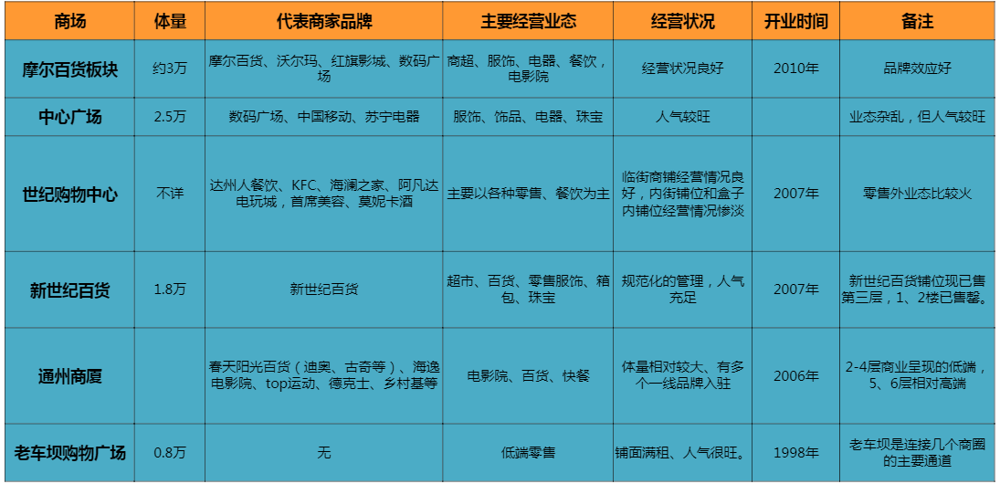 商场 体量 代表商家品牌 主要经营业态 经营状况 开业时间 备注
摩尔百货板块 约3万 摩尔百货、沃尔玛、红旗影城、数码广
场 商超、服饰、电器、餐饮，
电影院 经营状况良好 2010年 品牌效应好
中心广场 2.5万 数码广场、中国移动、苏宁电器 服饰、饰品、电器、珠宝 人气较旺 业态杂乱，但人气较旺
世纪购物中心 不详 达州人餐饮、KFC、海澜之家、阿凡达
电玩城，首席美容、莫妮卡酒 主要以各种零售、餐饮为主 临街商铺经营情况良
好，内街铺位和盒子
内铺位经营情况惨淡 2007年 零售外业态比较火
新世纪百货 1.8万 新世纪百货 超市、百货、零售服饰、箱
包、珠宝 规范化的管理，人气
充足 2007年 新世纪百货铺位现已售
第三层，1、2楼已售罄。
通州商厦 春天阳光百货（迪奥、古奇等）、海逸
电影院、top运动、德克士、乡村基等 电影院、百货、快餐 体量相对较大、有多
个一线品牌入驻 2006年 2-4层商业呈现的低端，
5、6层相对高端
老车坝购物广场 0.8万 无 低端零售 铺面满租、人气很旺。 1998年 老车坝是连接几个商圈
的主要通道